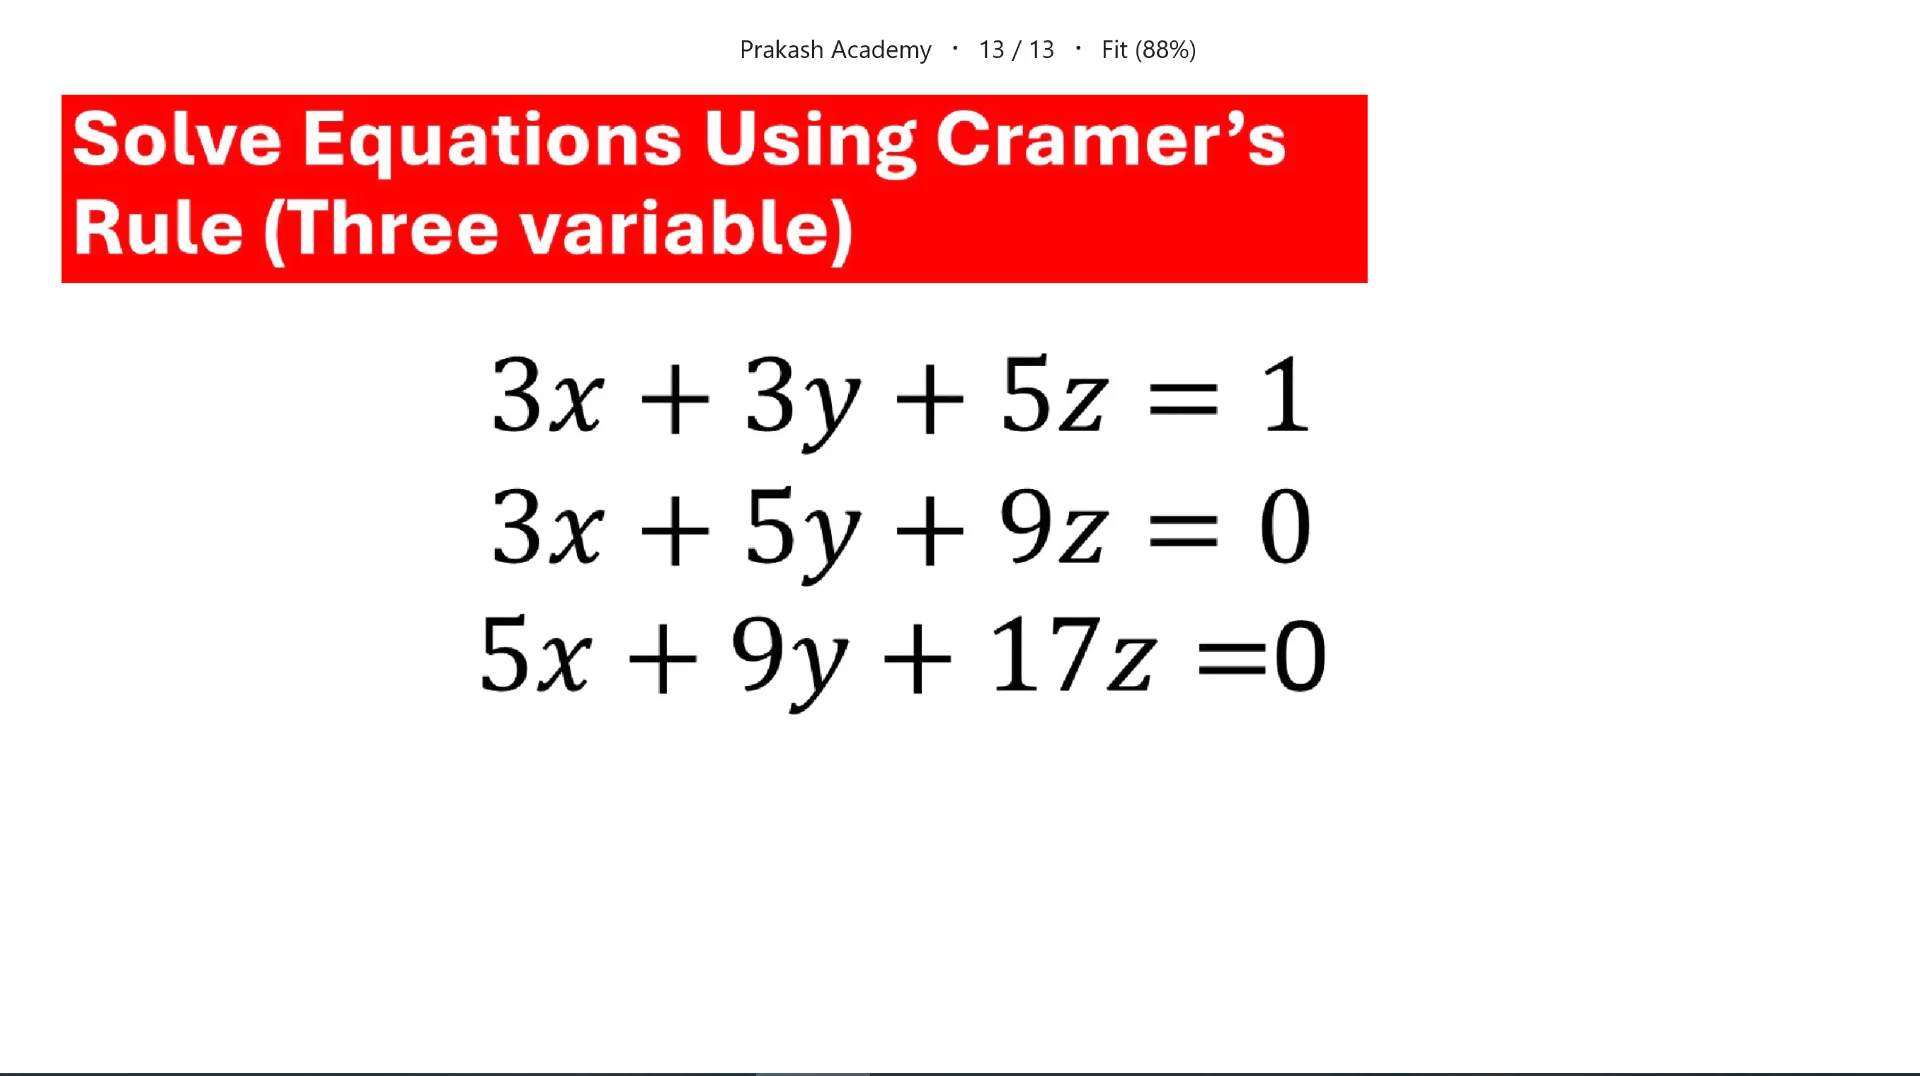 Prakash Academy · 13 / 13 · Fit (88%)
Solve Equations Using Cramer’s
Rule (Three variable)
3x + 3y + 5z = 1
3x + 5y + 9z = 0
5x + 9y + 17z =0